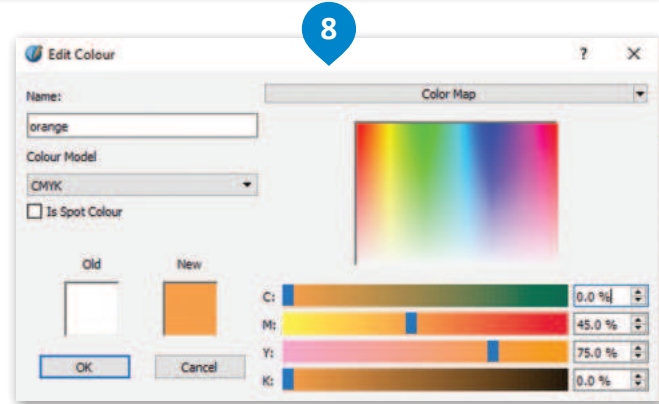 8
Edit Colour ? ×
Name:
orange
Colour Model
CMYK
Is Spot Colour
Old New
OK Cancel
Color Map
C: 0.0 %
M: 45.0 %
Y: 75.0 %
K: 0.0 %